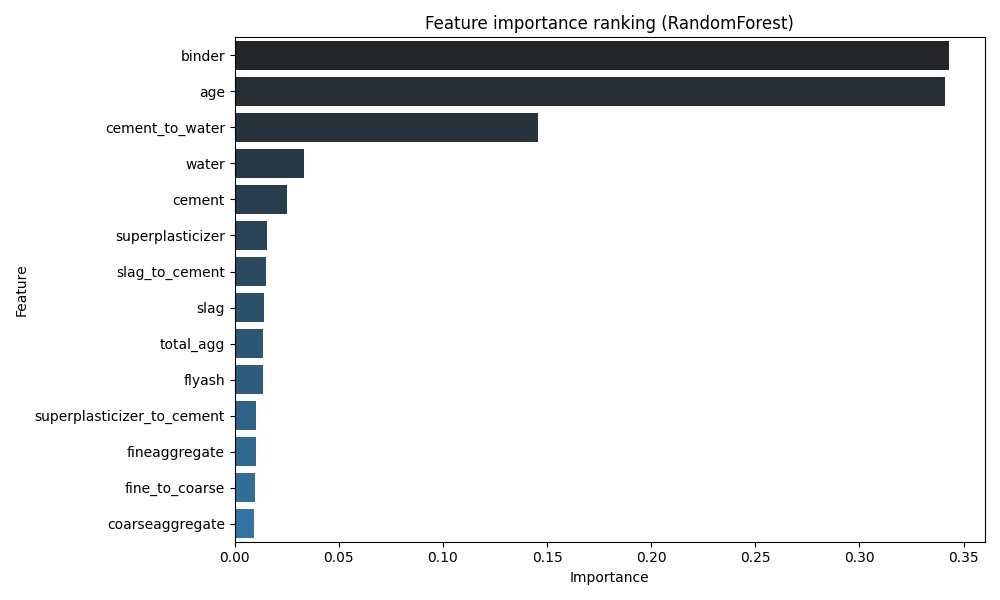 Feature importance ranking (RandomForest)
Feature
binder
age
cement_to_water
water
cement
superplasticizer
slag_to_cement
slag
total_agg
flyash
superplasticizer_to_cement
fineaggregate
fine_to_coarse
coarseaggregate
0.00 0.05 0.10 0.15 0.20 0.25 0.30 0.35
Importance